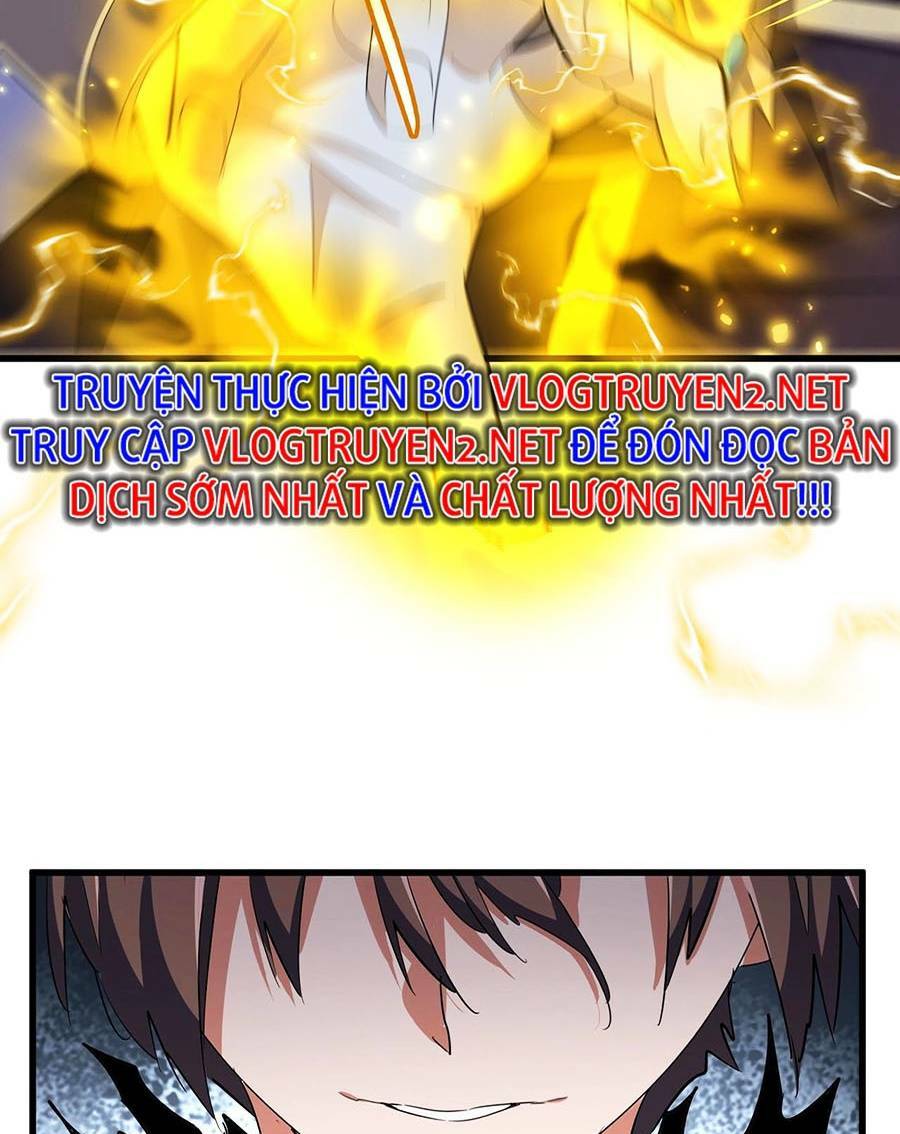 TRUYỆN THỰC HIỆN BỞI VLOGTRUYEN2.NET
TRUY CẬP VLOGTRUYEN2.NET ĐỂ ĐÓN ĐỌC BẢN
DỊCH SỚM NHẤT VÀ CHẤT LƯỢNG NHẤT!!!